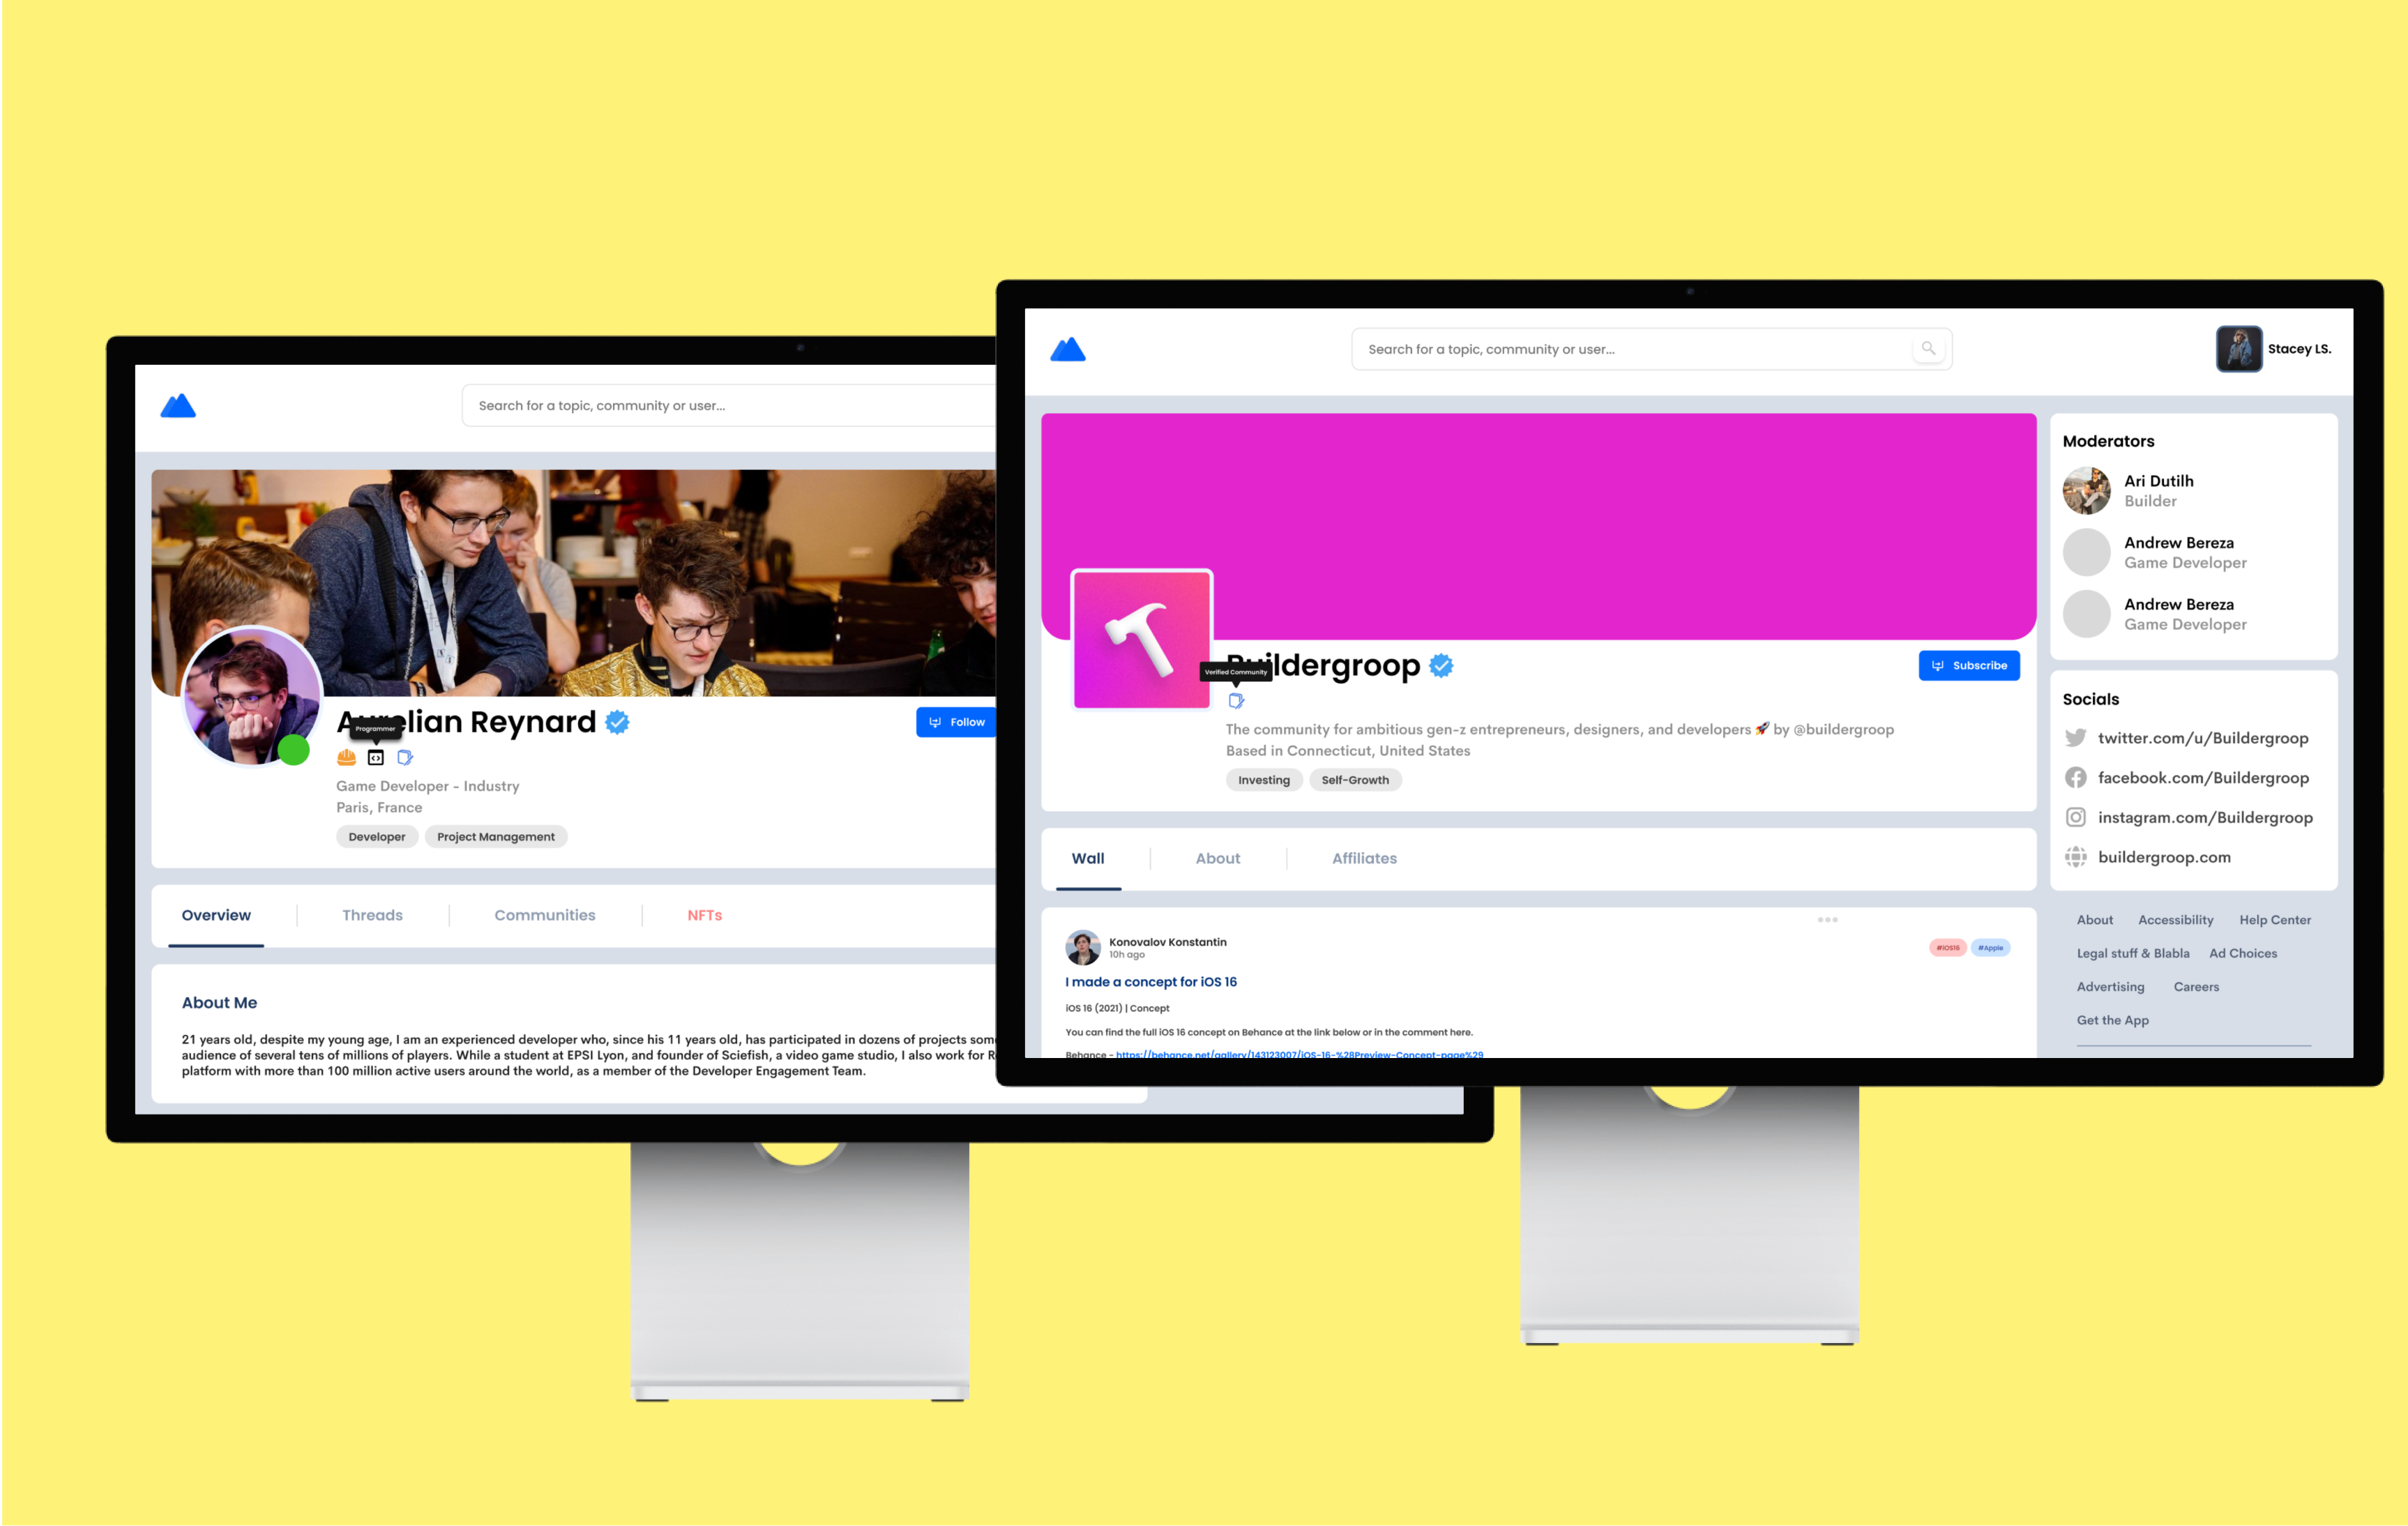 Search for a topic, community or user...
Aurelian Reynard
Programmer
Follow
Game Developer - Industry
Paris, France
Developer
Project Management
Overview
Threads
Communities
NFTs
About Me
21 years old, despite my young age, I am an experienced developer who, since his 11 years old, has participated in dozens of projects
audience of several tens of millions of players. While a student at EPSI Lyon, and founder of Sciefish, a video game studio, I also work for
platform with more than 100 million active users around the world, as a member of the Developer Engagement Team.
Search for a topic, community or user...
Stacey LS.
Buildergroop
Verified Community
Subscribe
The community for ambitious gen-z entrepreneurs, designers, and developers 🚀 by @buildergroop
Based in Connecticut, United States
Investing
Self-Growth
Wall
About
Affiliates
Konovalov Konstantin
10h ago
#iOS16
#Apple
I made a concept for iOS 16
iOS 16 (2021) | Concept
You can find the full iOS 16 concept on Behance at the link below or in the comment here.
Behance - https://behance.net/gallery/143123007/iOS-16-%28Preview-Concept-page%29
Moderators
Ari Dutilh
Builder
Andrew Bereza
Game Developer
Andrew Bereza
Game Developer
Socials
twitter.com/u/Buildergroop
facebook.com/Buildergroop
instagram.com/Buildergroop
buildergroop.com
About
Accessibility
Help Center
Legal stuff & Blabla
Ad Choices
Advertising
Careers
Get the App